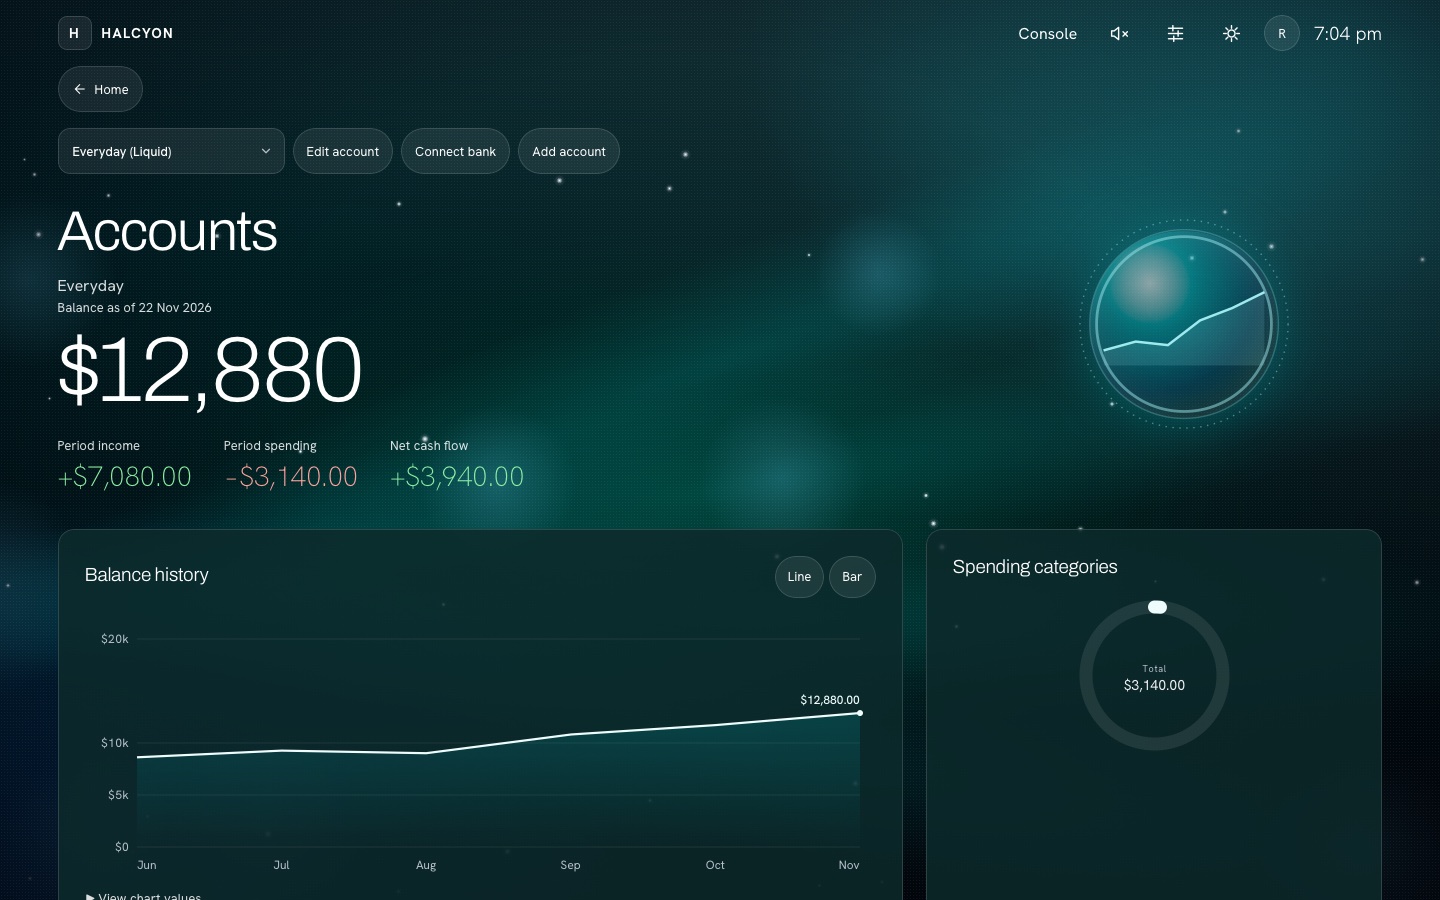 H HALCYON
Console
R
7:04 pm
← Home
Everyday (Liquid)
Edit account
Connect bank
Add account
Accounts
Everyday
Balance as of 22 Nov 2026
$12,880
Period income
Period spending
Net cash flow
+$7,080.00
−$3,140.00
+$3,940.00
Balance history
Line
Bar
$20k
$12,880.00
$10k
$5k
$0
Jun
Jul
Aug
Sep
Oct
Nov
▶ View chart values
Spending categories
Total
$3,140.00